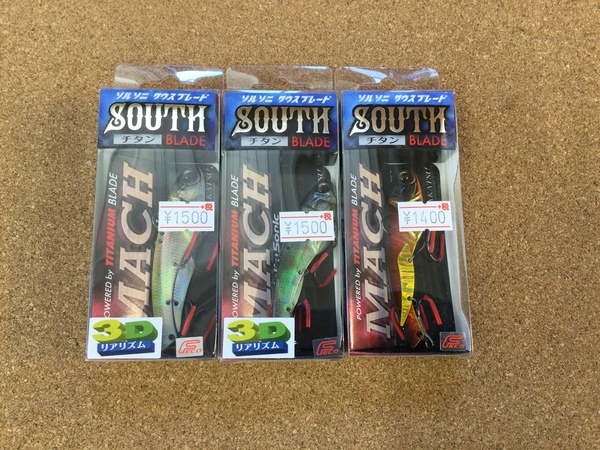 ソルソニ サウスブレード
SOUTH
チタン BLADE
POWERED by TITANIUM BLADE
MACH
¥1500
+税
3D
リアリズム
FECO
ソルソニ サウスブレード
SOUTH
チタン BLADE
POWERED by TITANIUM BLADE
MACH
Sonic
+税
¥1500
3D
リアリズム
FECO
ソルソニ サウスブレード
SOUTH
チタン BLADE
POWERED by TITANIUM BLADE
MACH
+税
¥1400
FECO